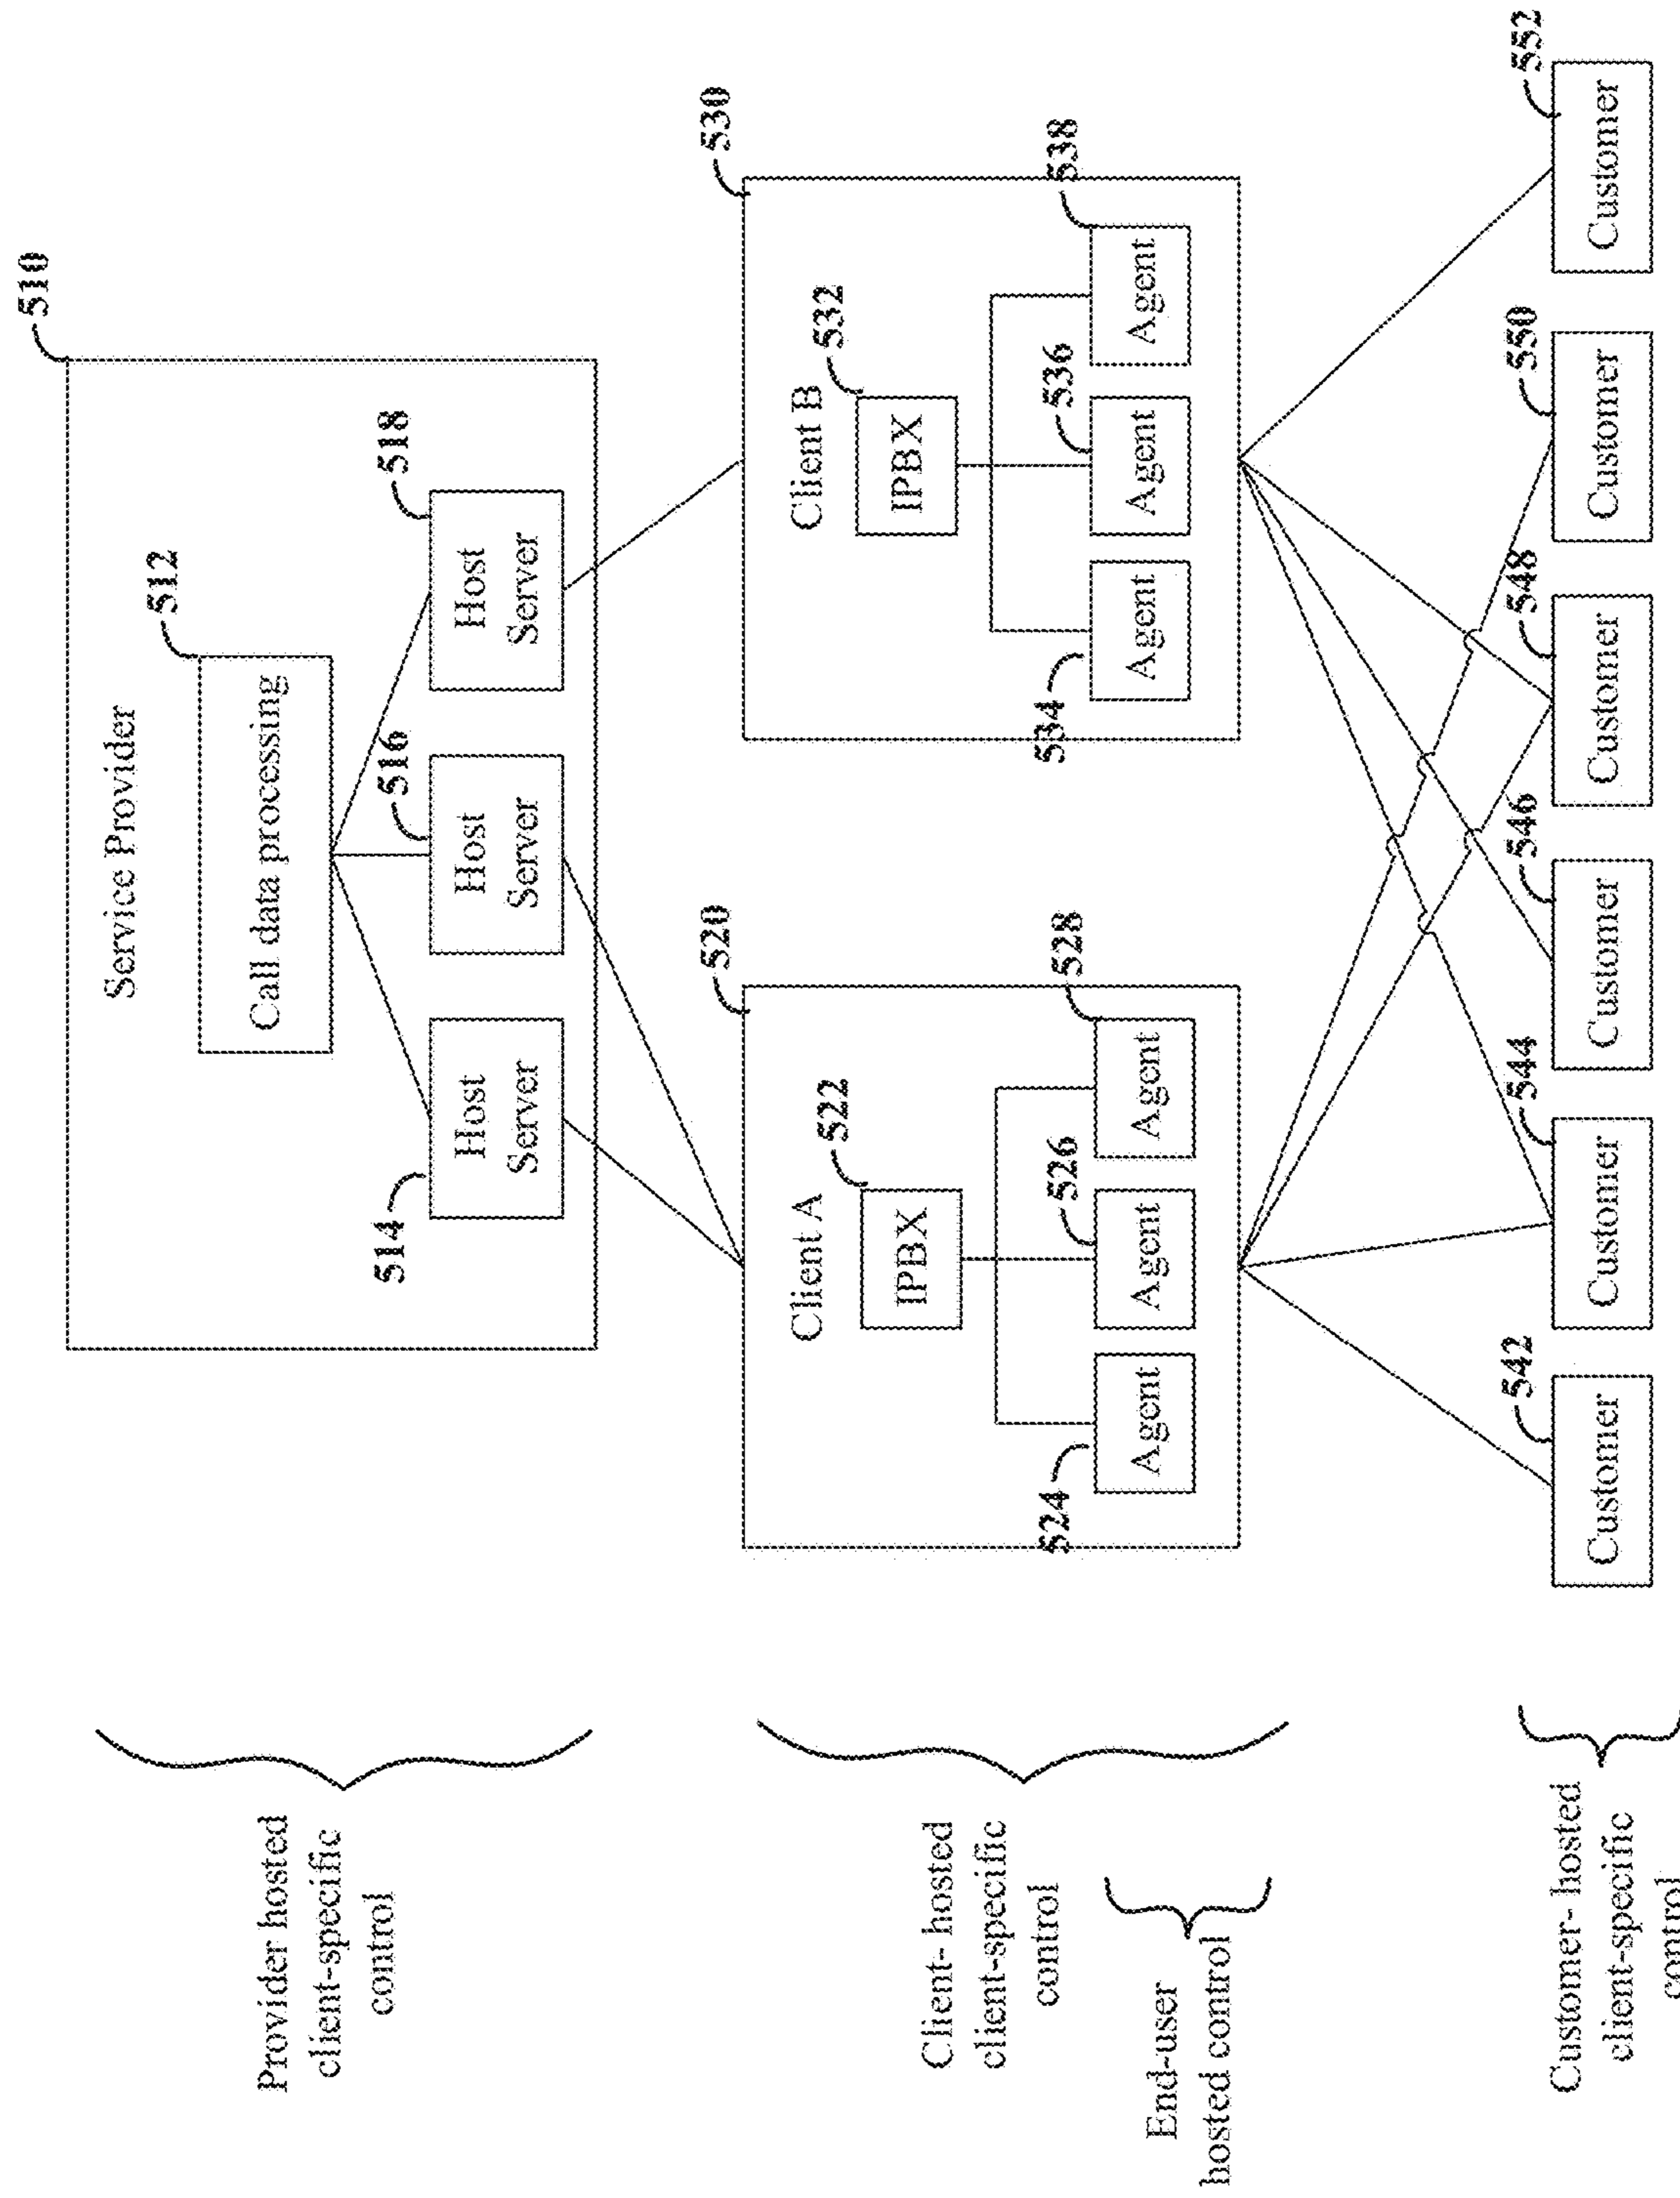 510
Service Provider
512
Call data processing
514
516
518
Host
Server
Host
Server
Host
Server
Provider hosted
client-specific
control
520
530
Client A
Client B
522
IPBX
532
IPBX
524
526
528
Agent
Agent
Agent
534
536
538
Agent
Agent
Agent
Client- hosted
client-specific
control
End-user
hosted control
542
544
546
548
550
552
Customer
Customer
Customer
Customer
Customer
Customer
Customer- hosted
client-specific
control